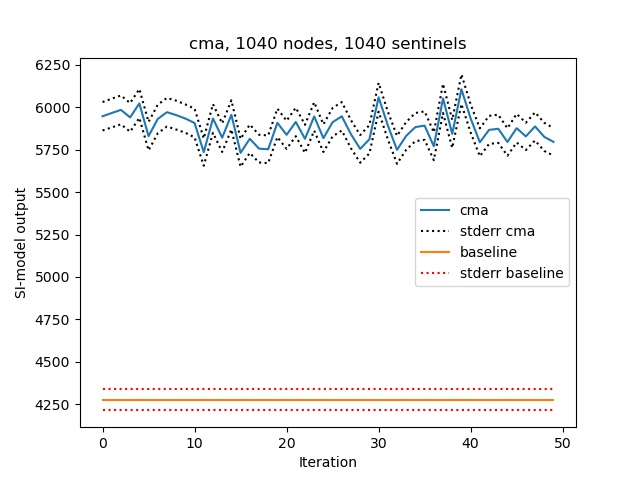 cma, 1040 nodes, 1040 sentinels
6250
6000
5750
5500
5250
5000
4750
4500
4250
SI-model output
cma
stderr cma
baseline
stderr baseline
0 10 20 30 40 50
Iteration